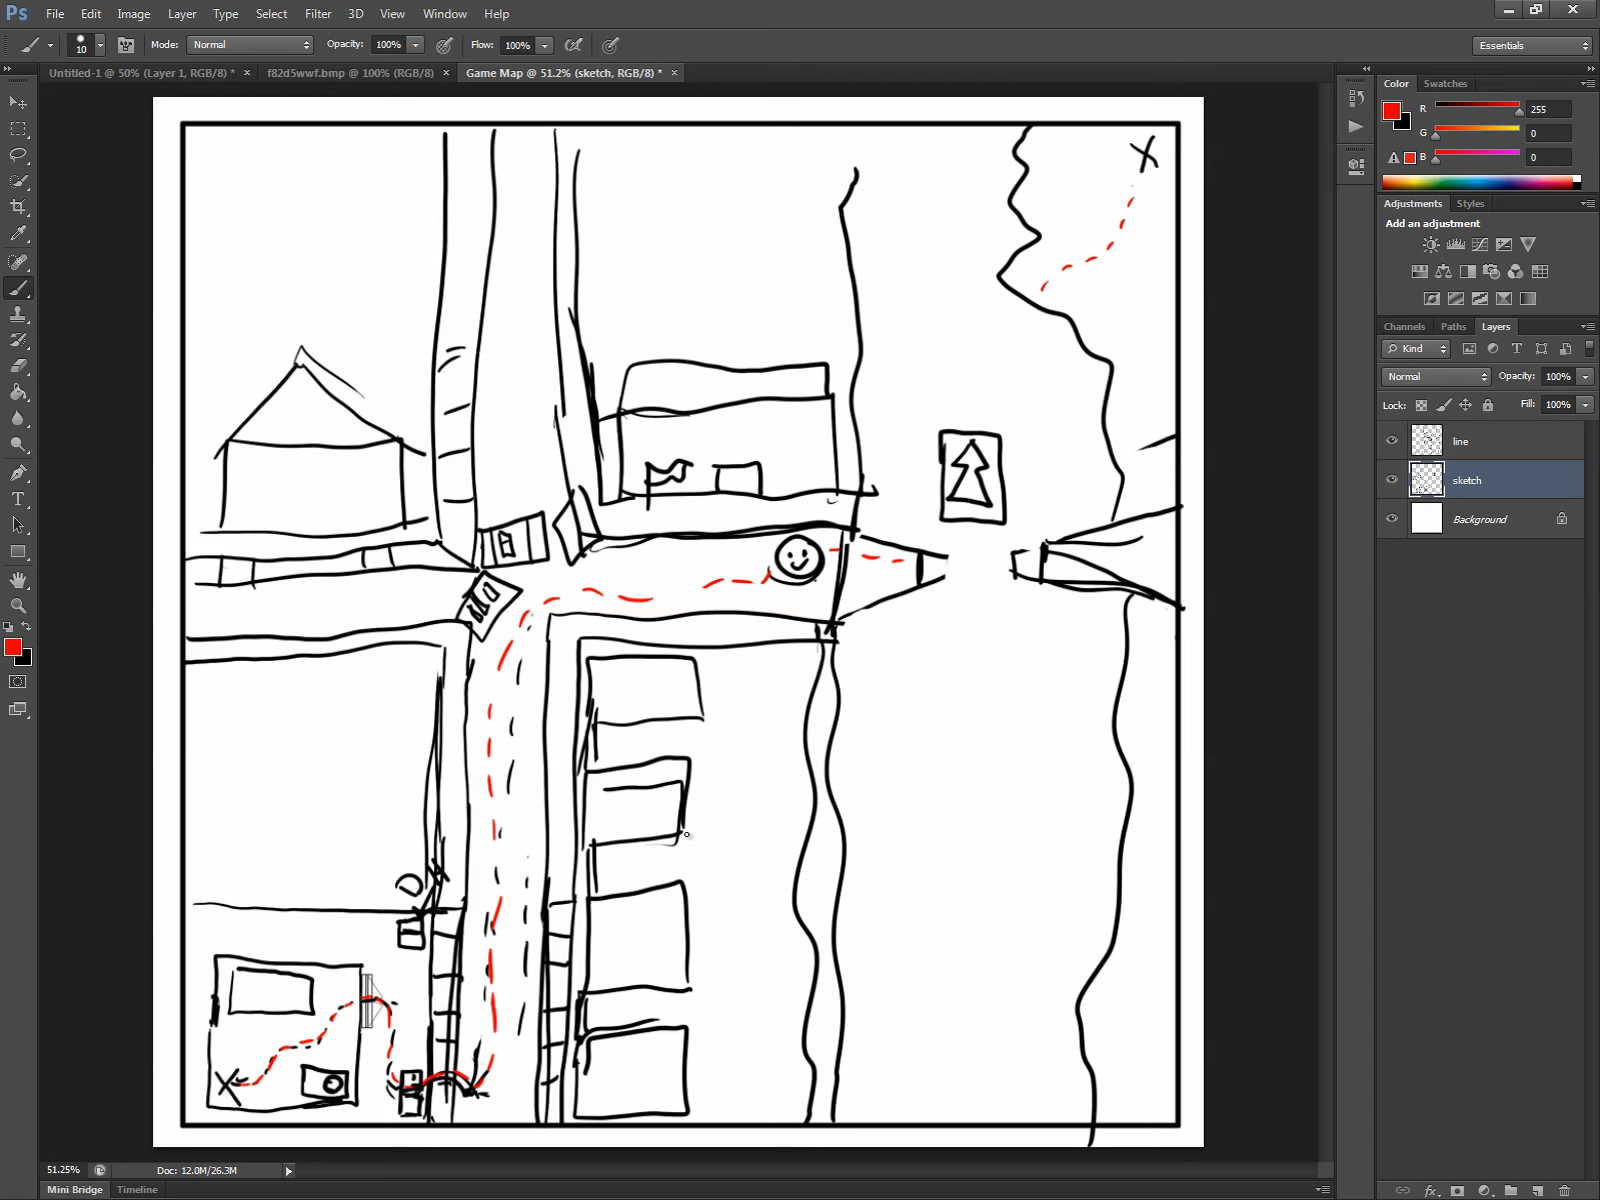 Ps File Edit Image Layer Type Select Filter 3D View Window Help
10 Mode: Normal Opacity: 100% Flow: 100% Essentials
Untitled-1 @ 50% (Layer 1, RGB/8) * × f82d5wwf.bmp @ 100% (RGB/8) × Game Map @ 51.2% (sketch, RGB/8) * ×
Color Swatches
R 255
G 0
B 0
Adjustments Styles
Add an adjustment
Channels Paths Layers
Kind
Normal Opacity: 100%
Lock: Fill: 100%
line
sketch
Background
X
X
51.25% Doc: 12.0M/26.3M
Mini Bridge Timeline